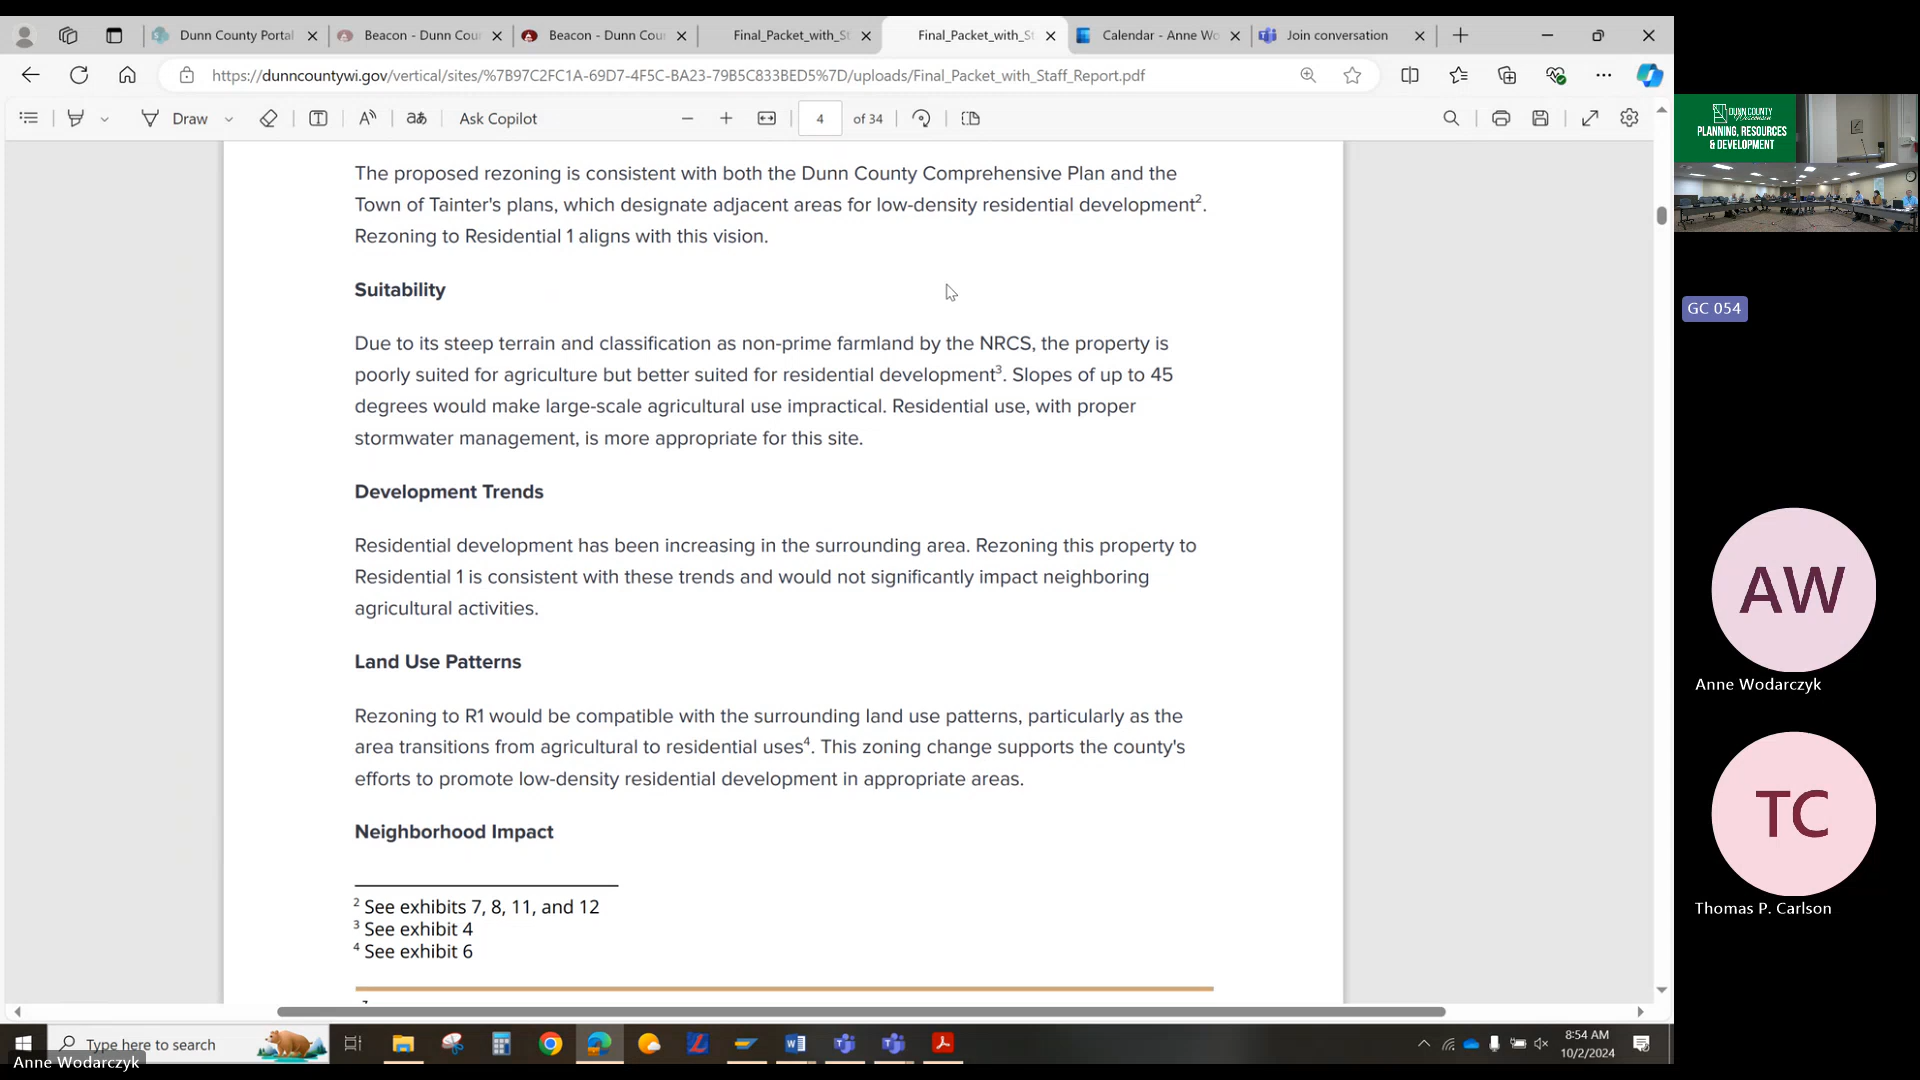 Dunn County Portal
Beacon - Dunn Cou
Beacon - Dunn Cou
Final_Packet_with_St
Final_Packet_with_St
Calendar - Anne Wo
Join conversation
https://dunncountywi.gov/vertical/sites/%7B97C2FC1A-69D7-4F5C-BA23-79B5C833BED5%7D/uploads/Final_Packet_with_Staff_Report.pdf
Draw
Ask Copilot
4 of 34
The proposed rezoning is consistent with both the Dunn County Comprehensive Plan and the
Town of Tainter's plans, which designate adjacent areas for low-density residential development2.
Rezoning to Residential 1 aligns with this vision.
Suitability
Due to its steep terrain and classification as non-prime farmland by the NRCS, the property is
poorly suited for agriculture but better suited for residential development3. Slopes of up to 45
degrees would make large-scale agricultural use impractical. Residential use, with proper
stormwater management, is more appropriate for this site.
Development Trends
Residential development has been increasing in the surrounding area. Rezoning this property to
Residential 1 is consistent with these trends and would not significantly impact neighboring
agricultural activities.
Land Use Patterns
Rezoning to R1 would be compatible with the surrounding land use patterns, particularly as the
area transitions from agricultural to residential uses4. This zoning change supports the county's
efforts to promote low-density residential development in appropriate areas.
Neighborhood Impact
2 See exhibits 7, 8, 11, and 12
3 See exhibit 4
4 See exhibit 6
DUNN COUNTY
Wisconsin
PLANNING, RESOURCES
& DEVELOPMENT
GC 054
AW
Anne Wodarczyk
TC
Thomas P. Carlson
Type here to search
8:54 AM
10/2/2024
Anne Wodarczyk